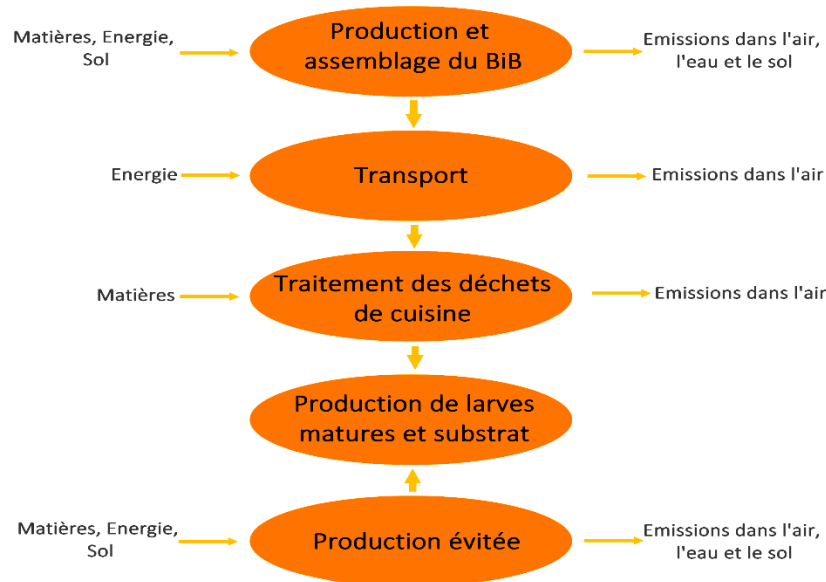 Matières, Energie,
Sol
Production et
assemblage du BiB
Emissions dans l'air,
l'eau et le sol
Energie
Transport
Emissions dans l'air
Matières
Traitement des déchets
de cuisine
Emissions dans l'air
Production de larves
matures et substrat
Matières, Energie,
Sol
Production évitée
Emissions dans l'air,
l'eau et le sol